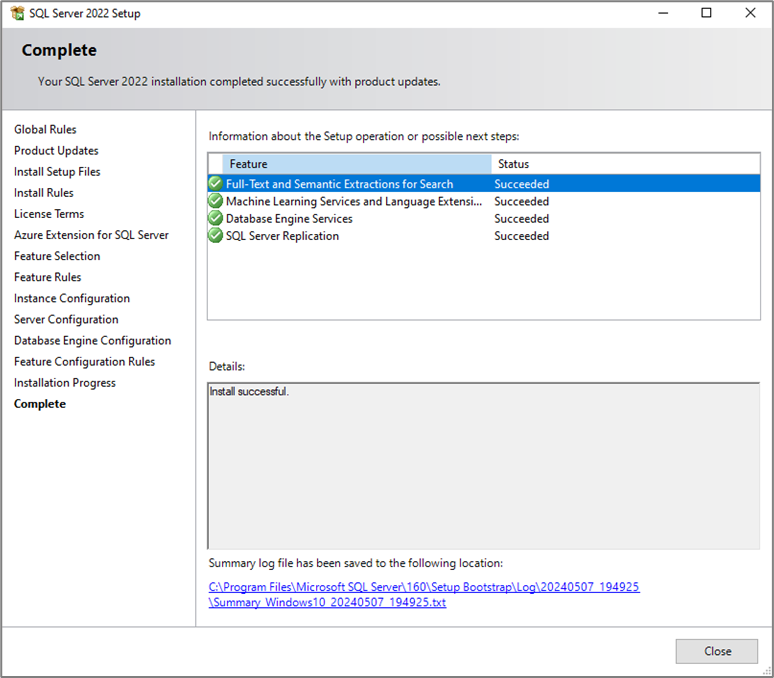 SQL Server 2022 Setup
Complete
Your SQL Server 2022 installation completed successfully with product updates.
Global Rules
Product Updates
Install Setup Files
Install Rules
License Terms
Azure Extension for SQL Server
Feature Selection
Feature Rules
Instance Configuration
Server Configuration
Database Engine Configuration
Feature Configuration Rules
Installation Progress
Complete
Information about the Setup operation or possible next steps:
Feature Status
Full-Text and Semantic Extractions for Search Succeeded
Machine Learning Services and Language Extensi... Succeeded
Database Engine Services Succeeded
SQL Server Replication Succeeded
Details:
Install successful.
Summary log file has been saved to the following location:
C:\Program Files\Microsoft SQL Server\160\Setup Bootstrap\Log\20240507_194925
\Summary_Windows10_20240507_194925.txt
Close